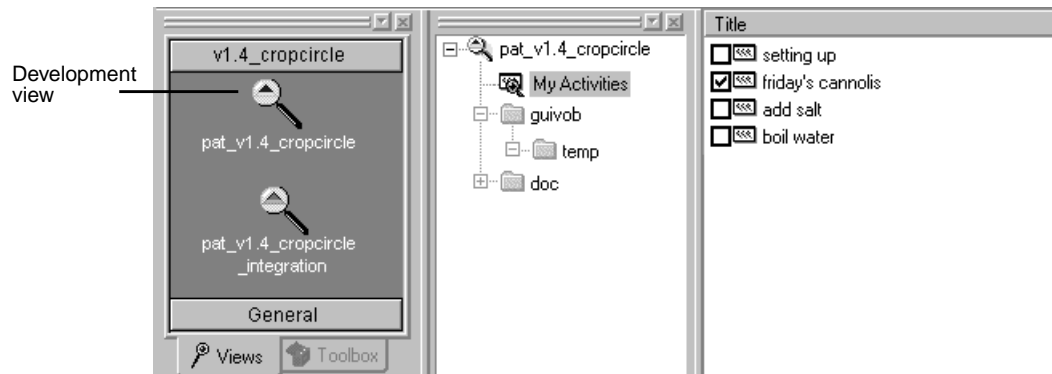 Development
view
v1.4_cropcircle
pat_v1.4_cropcircle
pat_v1.4_cropcircle
_integration
General
Views
Toolbox
pat_v1.4_cropcircle
My Activities
guivob
temp
doc
Title
setting up
friday's cannolis
add salt
boil water